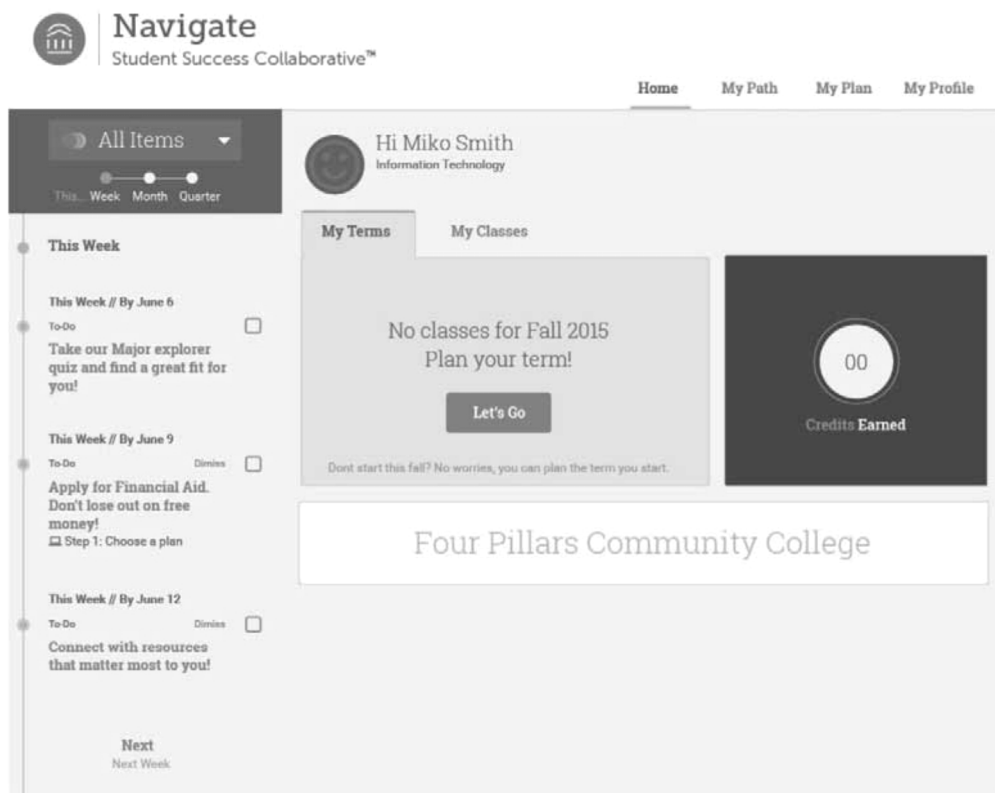 Navigate
Student Success Collaborative™
Home My Path My Plan My Profile
All Items
This... Week Month Quarter
This Week
This Week // By June 6
To-Do
Take our Major explorer
quiz and find a great fit for
you!
This Week // By June 9
To-Do Dimiss
Apply for Financial Aid.
Don't lose out on free
money!
Step 1: Choose a plan
This Week // By June 12
To-Do Dimiss
Connect with resources
that matter most to you!
Next
Next Week
Hi Miko Smith
Information Technology
My Terms My Classes
No classes for Fall 2015
Plan your term!
Let's Go
Dont start this fall? No worries, you can plan the term you start.
00
Credits Earned
Four Pillars Community College